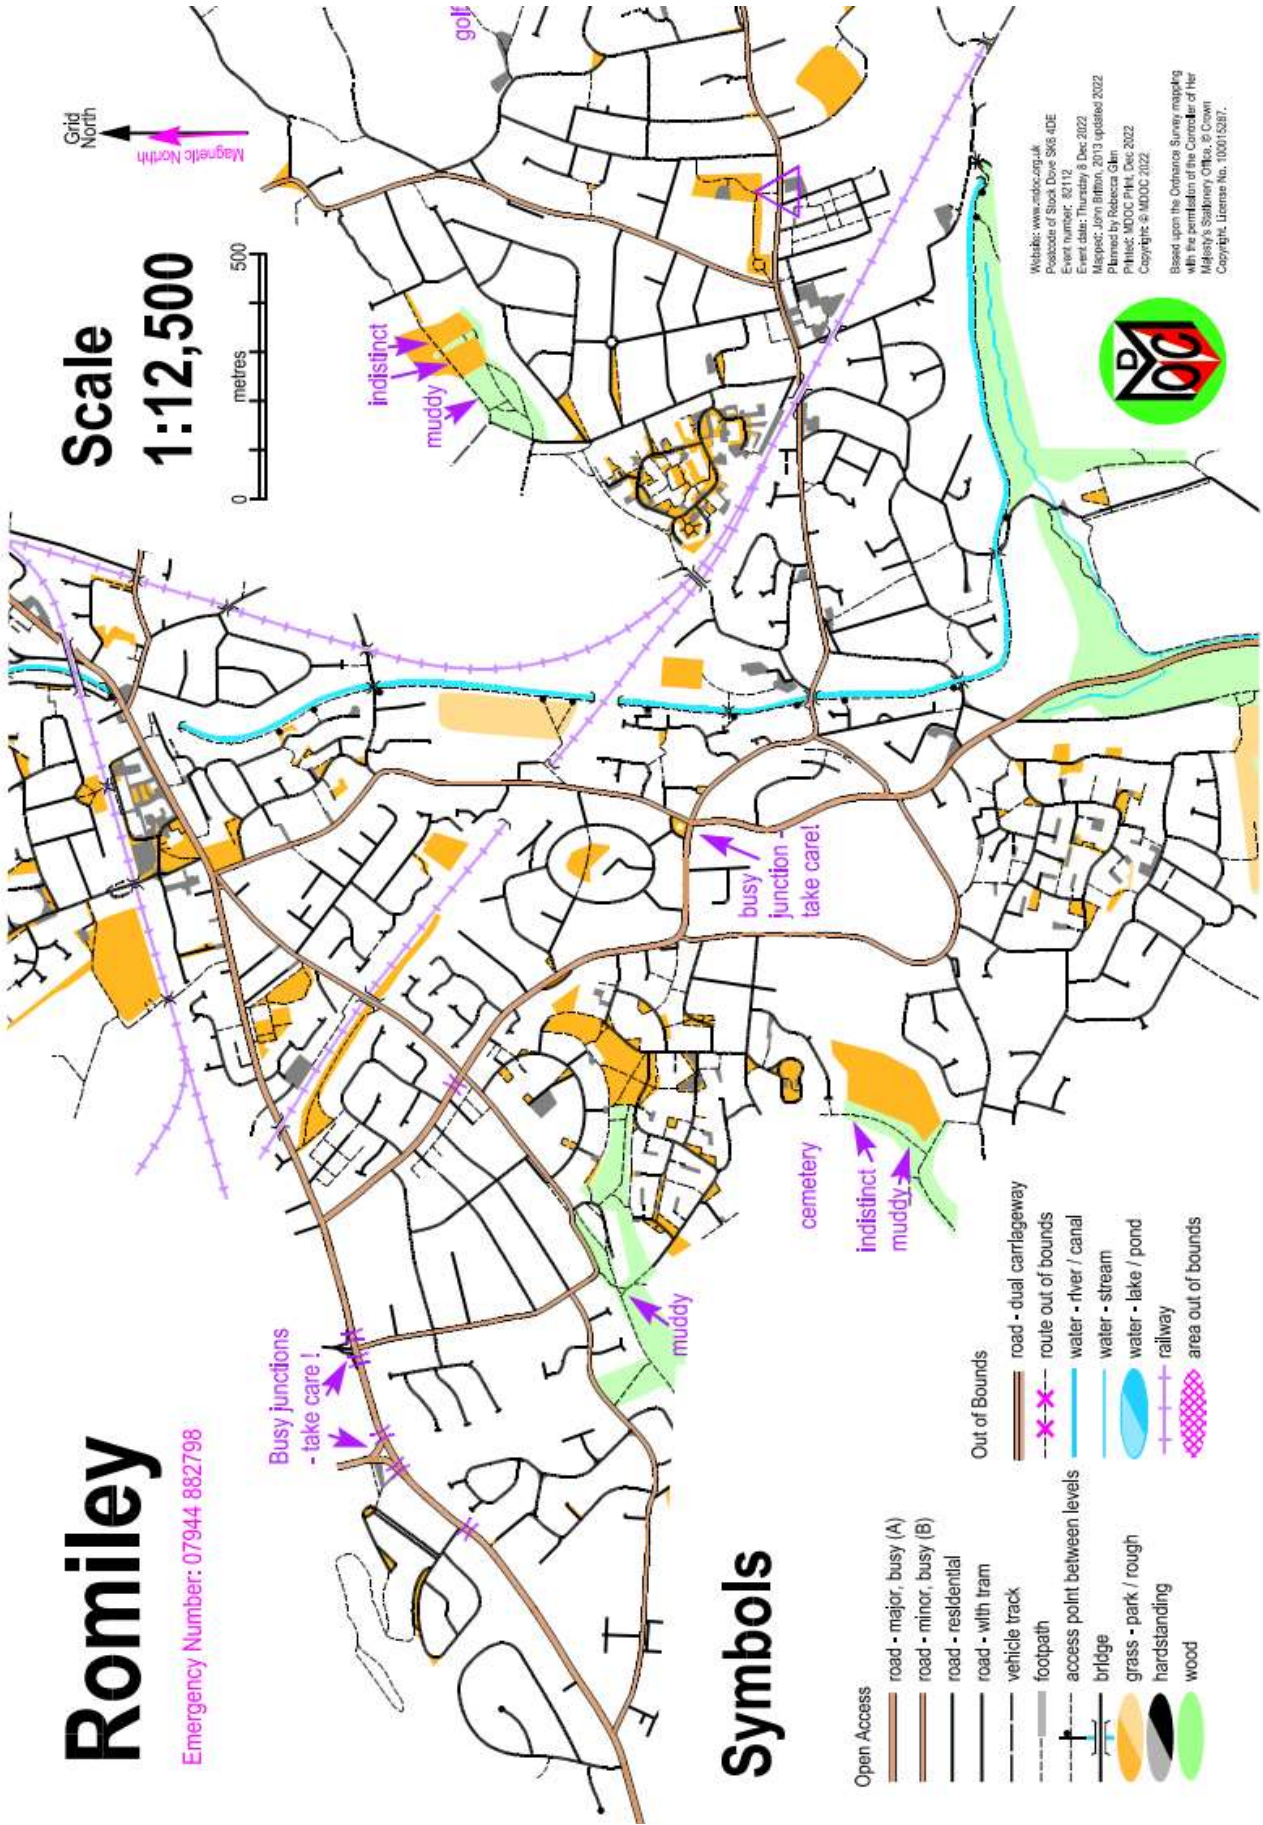 Romiley
Emergency Number: 07944 882798
Scale
1:12,500
0 metres 500
Grid
North
Magnetic Northh
golf
indistinct
muddy
Busy junctions
- take care !
busy
junction -
take care!
muddy
cemetery
indistinct
muddy
Symbols
Open Access
road - major, busy (A)
road - minor, busy (B)
road - residential
road - with tram
vehicle track
footpath
access point between levels
bridge
grass - park / rough
hardstanding
wood
Out of Bounds
road - dual carriageway
route out of bounds
water - river / canal
water - stream
water - lake / pond
railway
area out of bounds
MDOC
Website: www.mdoc.org.uk
Postcode of Stock Dove SK6 4DE
Event number: 82112
Event date: Thursday 8 Dec 2022
Mapped: John Britton, 2013 updated 2022
Planned by Rebecca Glen
Printed: MDOC Print, Dec 2022
Copyright: © MDOC 2022
Based upon the Ordnance Survey mapping
with the permission of the Controller of Her
Majesty's Stationery Office, © Crown
Copyright. License No. 100015287.